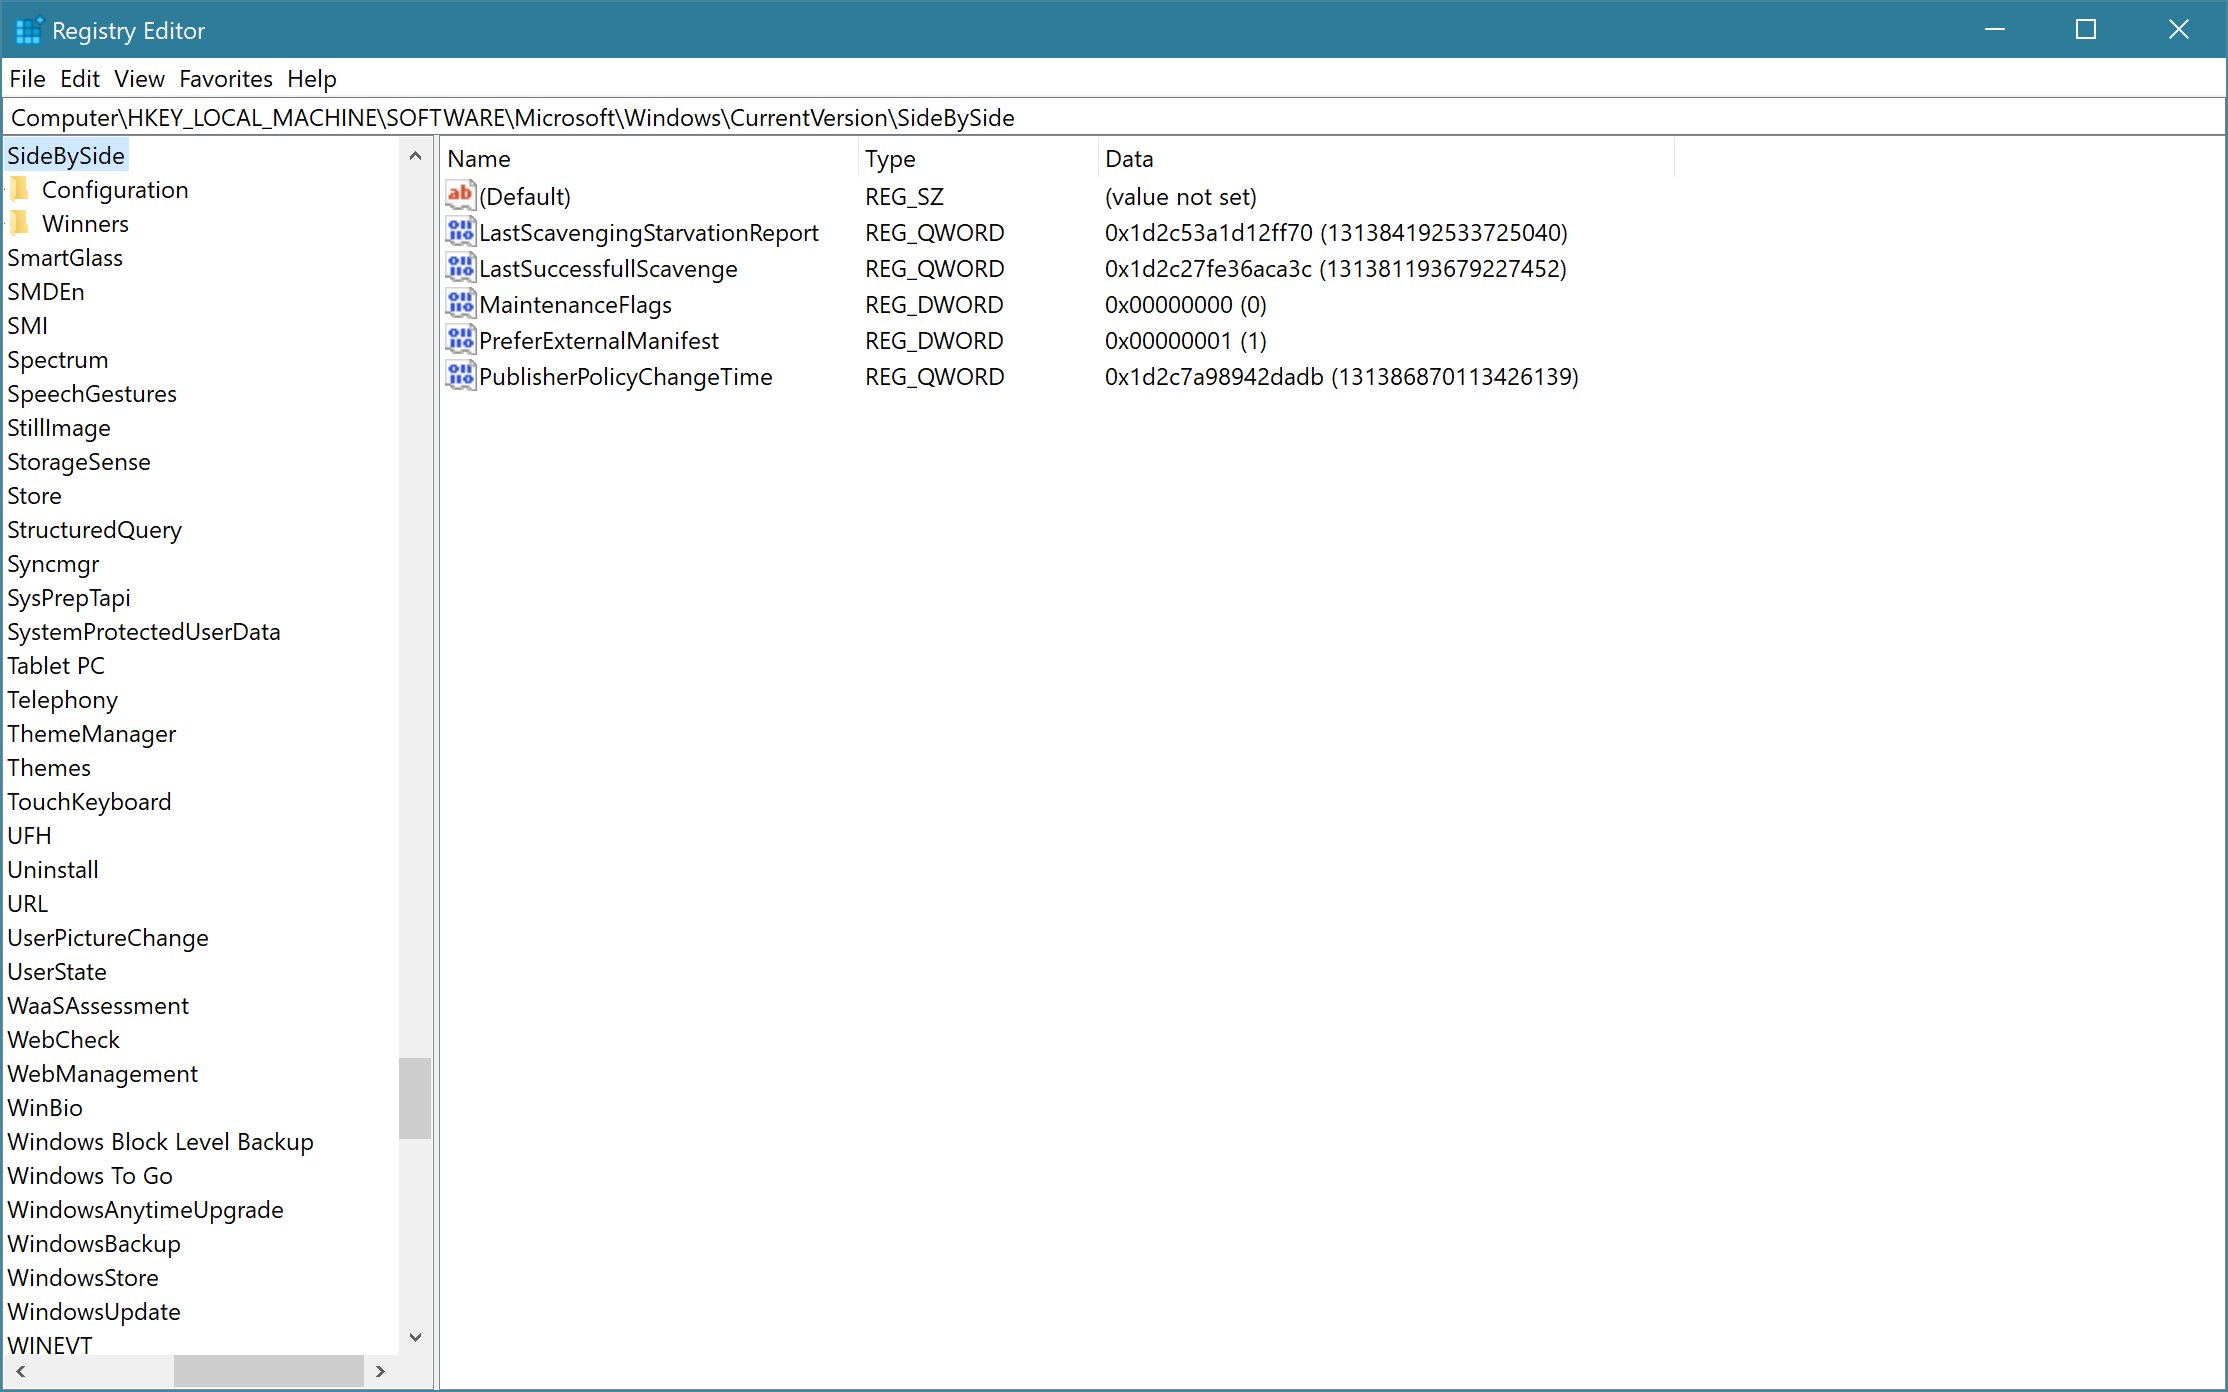 Registry Editor
File Edit View Favorites Help
Computer\HKEY_LOCAL_MACHINE\SOFTWARE\Microsoft\Windows\CurrentVersion\SideBySide
SideBySide
Configuration
Winners
SmartGlass
SMDEn
SMI
Spectrum
SpeechGestures
StillImage
StorageSense
Store
StructuredQuery
Syncmgr
SysPrepTapi
SystemProtectedUserData
Tablet PC
Telephony
ThemeManager
Themes
TouchKeyboard
UFH
Uninstall
URL
UserPictureChange
UserState
WaaSAssessment
WebCheck
WebManagement
WinBio
Windows Block Level Backup
Windows To Go
WindowsAnytimeUpgrade
WindowsBackup
WindowsStore
WindowsUpdate
WINEVT
Name Type Data
(Default) REG_SZ (value not set)
LastScavengingStarvationReport REG_QWORD 0x1d2c53a1d12ff70 (131384192533725040)
LastSuccessfullScavenge REG_QWORD 0x1d2c27fe36aca3c (131381193679227452)
MaintenanceFlags REG_DWORD 0x00000000 (0)
PreferExternalManifest REG_DWORD 0x00000001 (1)
PublisherPolicyChangeTime REG_QWORD 0x1d2c7a98942dadb (131386870113426139)